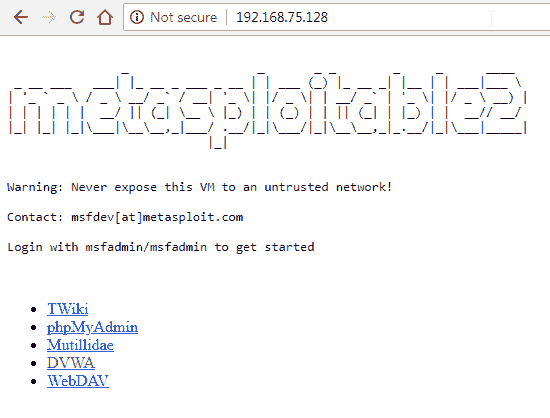 Not secure | 192.168.75.128
metasploitable2
Warning: Never expose this VM to an untrusted network!
Contact: msfdev[at]metasploit.com
Login with msfadmin/msfadmin to get started
TWiki
phpMyAdmin
Mutillidae
DVWA
WebDAV